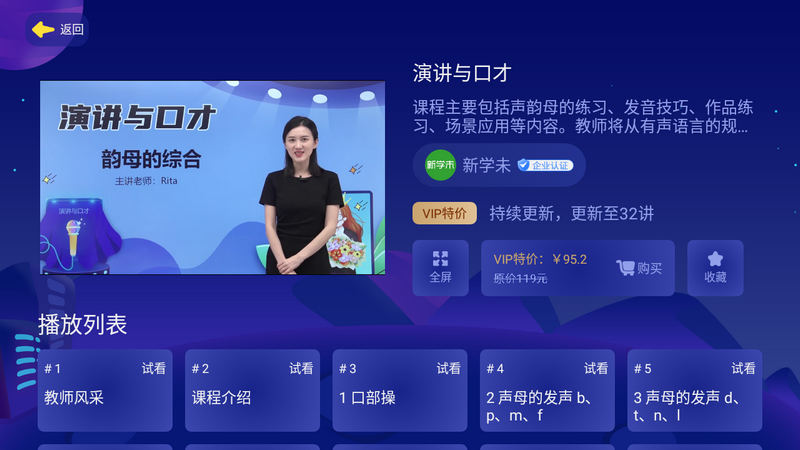 返回
演讲与口才
韵母的综合
主讲老师：Rita
演讲与口才
演讲与口才
课程主要包括声韵母的练习、发音技巧、作品练
习、场景应用等内容。教师将从有声语言的规...
新学未
新学未
企业认证
VIP特价
持续更新，更新至32讲
全屏
VIP特价：￥95.2
原价119元
购买
收藏
播放列表
# 1
试看
教师风采
# 2
试看
课程介绍
# 3
试看
1 口部操
# 4
试看
2 声母的发声 b、
p、m、f
# 5
试看
3 声母的发声 d、
t、n、l